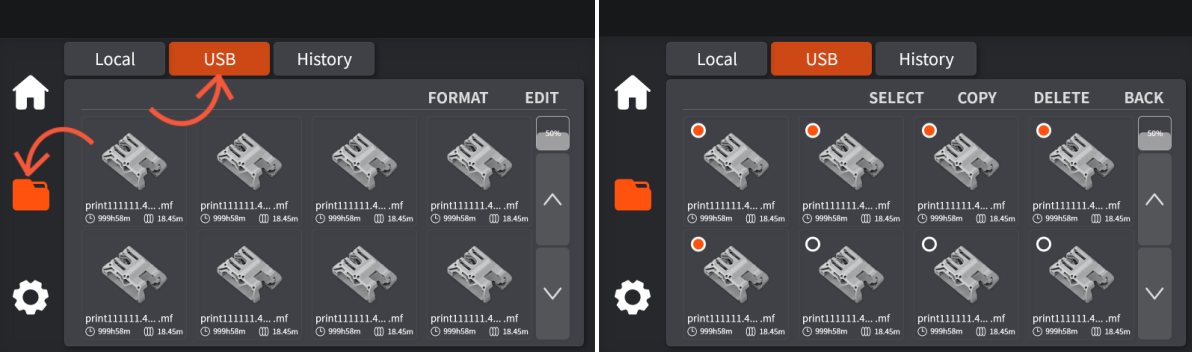 Local USB History
FORMAT EDIT
50%
print111111.4... .mf print111111.4... .mf print111111.4... .mf print111111.4... .mf
999h58m 18.45m 999h58m 18.45m 999h58m 18.45m 999h58m 18.45m
print111111.4... .mf print111111.4... .mf print111111.4... .mf print111111.4... .mf
999h58m 18.45m 999h58m 18.45m 999h58m 18.45m 999h58m 18.45m
Local USB History
SELECT COPY DELETE BACK
50%
print111111.4... .mf print111111.4... .mf print111111.4... .mf print111111.4... .mf
999h58m 18.45m 999h58m 18.45m 999h58m 18.45m 999h58m 18.45m
print111111.4... .mf print111111.4... .mf print111111.4... .mf print111111.4... .mf
999h58m 18.45m 999h58m 18.45m 999h58m 18.45m 999h58m 18.45m